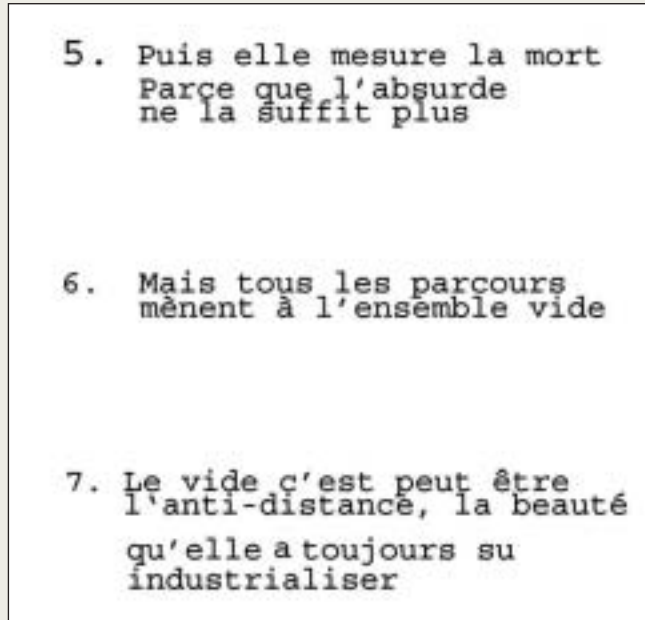 5. Puis elle mesure la mort
Parce que l'absurde
ne la suffit plus
6. Mais tous les parcours
mènent à l'ensemble vide
7. Le vide c'est peut être
l'anti-distance, la beauté
qu'elle a toujours su
industrialiser